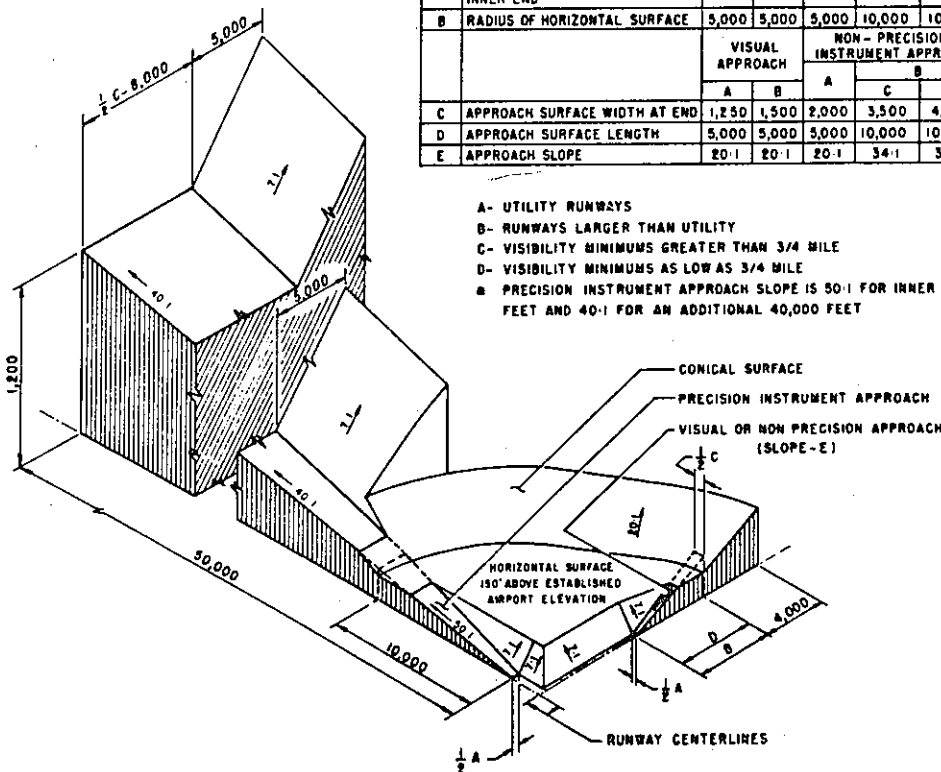 INNER END
B RADIUS OF HORIZONTAL SURFACE 5,000 5,000 5,000 10,000
VISUAL APPROACH
NON-PRECISION
INSTRUMENT
A B A B
C
C APPROACH SURFACE WIDTH AT END 1,250 1,500 2,000 3,500
D APPROACH SURFACE LENGTH 5,000 5,000 5,000 10,000
E APPROACH SLOPE 20:1 20:1 20:1 34:1
A- UTILITY RUNWAYS
B- RUNWAYS LARGER THAN UTILITY
C- VISIBILITY MINIMUMS GREATER THAN 3/4 MILE
D- VISIBILITY MINIMUMS AS LOW AS 3/4 MILE
PRECISION INSTRUMENT APPROACH SLOPE IS 50:1 FOR INNER
FEET AND 40:1 FOR AN ADDITIONAL 40,000 FEET
5,000
1/2 C-8,000
7:1
40:1
5,000
1,200
7:1
CONICAL SURFACE
PRECISION INSTRUMENT APPROACH
VISUAL OR NON PRECISION APPROACH
(SLOPE-E)
1/2 C
40:1
20:1
50,000
HORIZONTAL SURFACE
150' ABOVE ESTABLISHED
AIRPORT ELEVATION
7:1
50:1
10,000
7:1
7:1
7:1
4,000
D
B
1/2 A
RUNWAY CENTERLINES
1/2 A